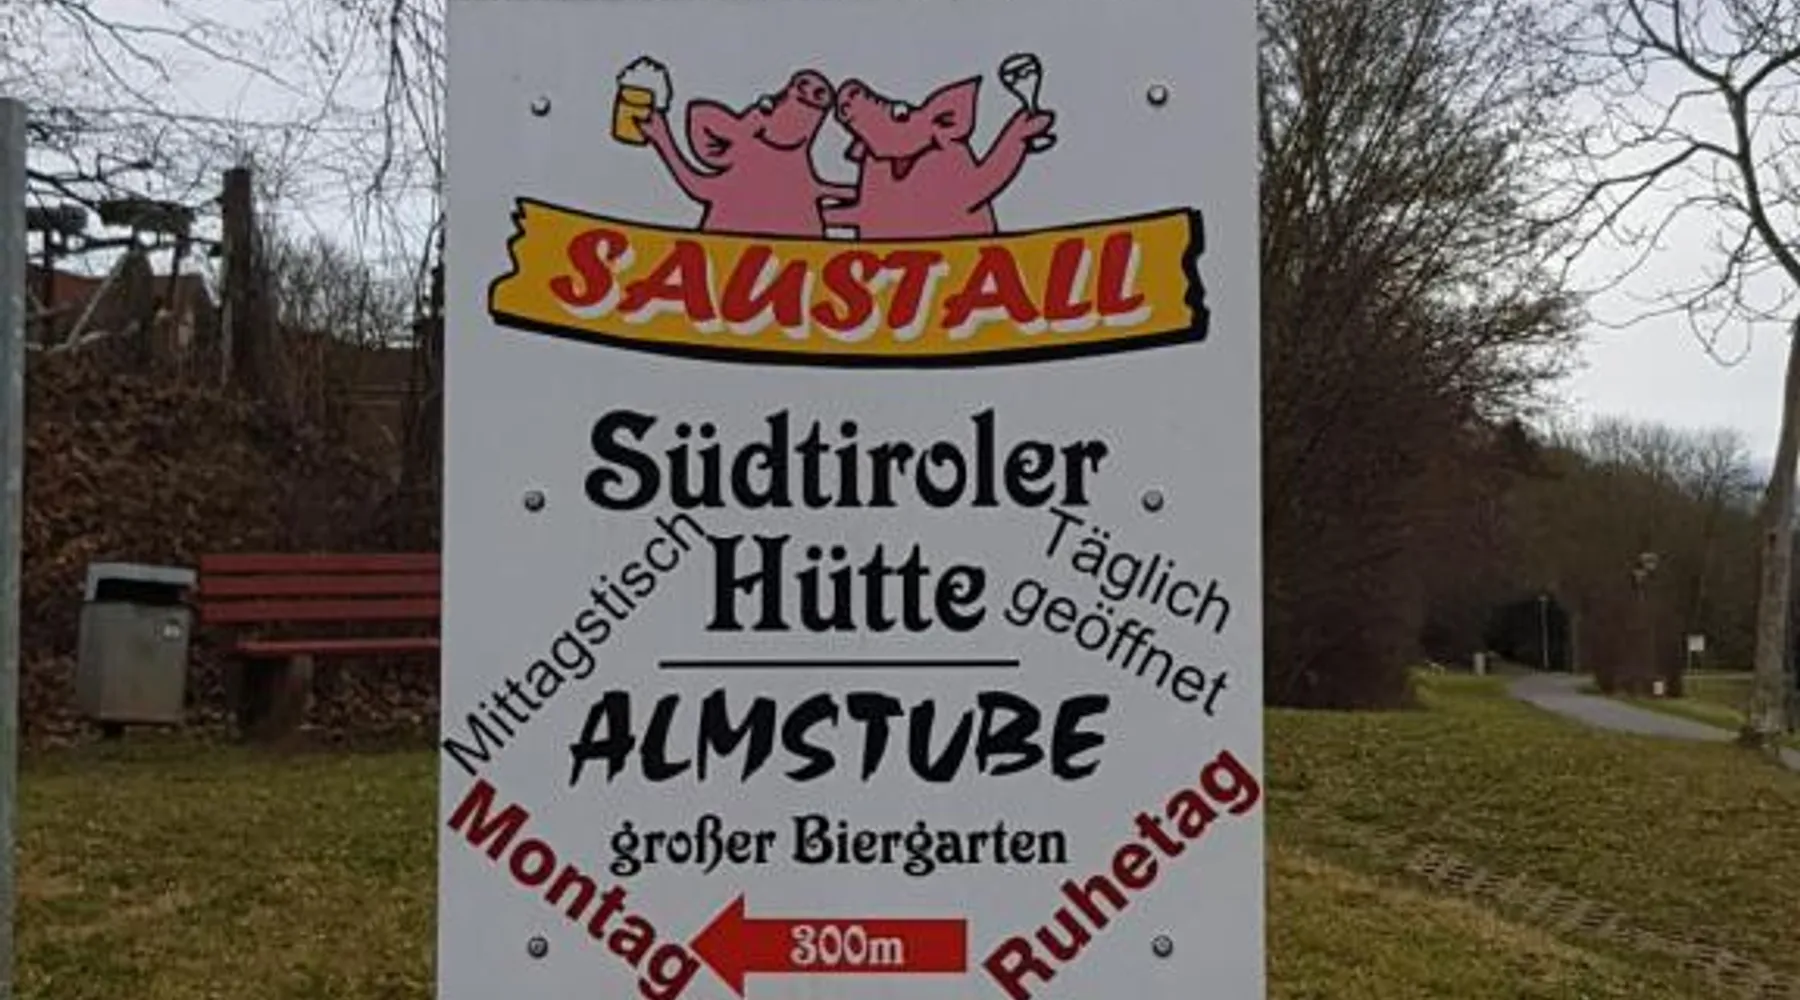 SAUSTALL
Südtiroler
Hütte
Mittagstisch
Täglich
geöffnet
ALMSTUBE
großer Biergarten
Montag
Ruhetag
300m